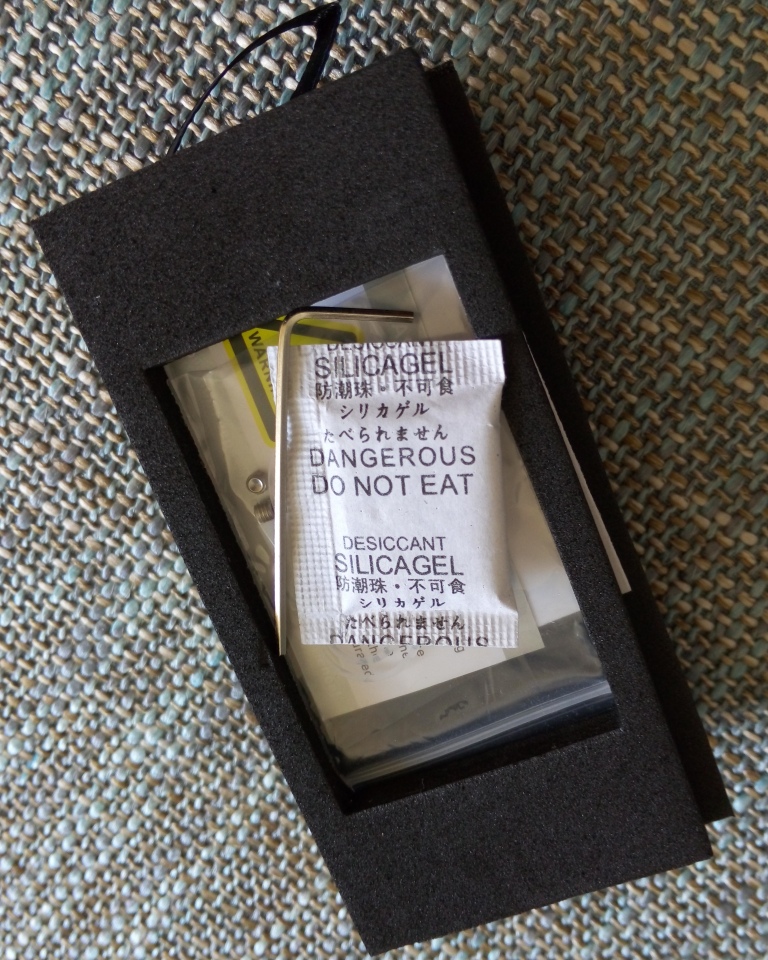 WARN
DESICCANT
SILICAGEL
防潮珠・不可食
シリカゲル
たべられません
DANGEROUS
DO NOT EAT
DESICCANT
SILICAGEL
防潮珠・不可食
シリカゲル
たべられません
DANGEROUS